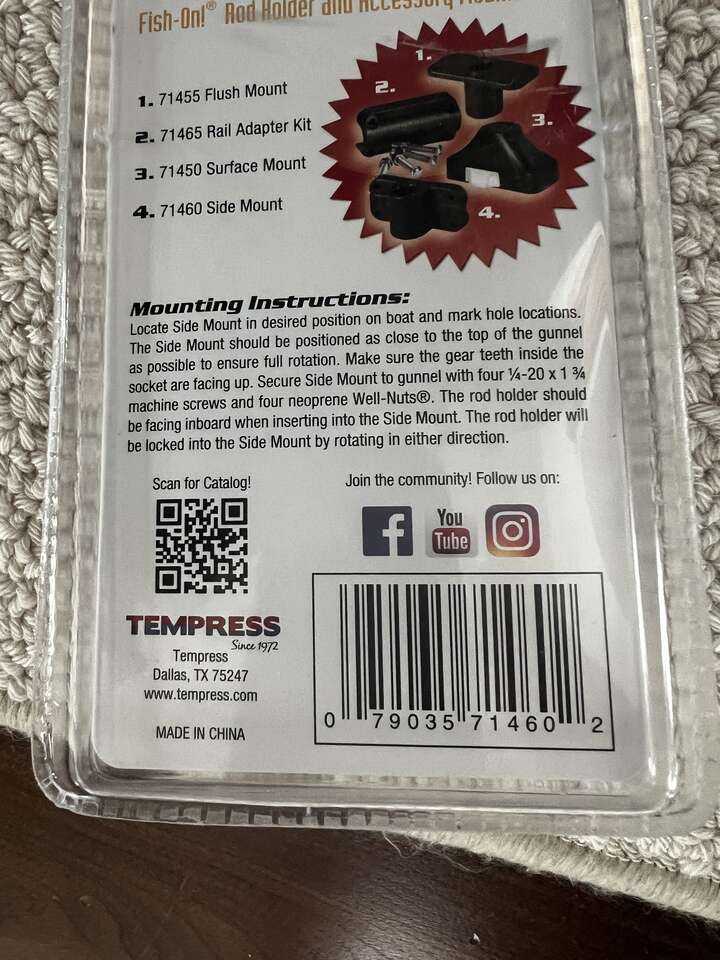 Fish-On!® Rod Holder and Accessory
1. 71455 Flush Mount
2. 71465 Rail Adapter Kit
3. 71450 Surface Mount
4. 71460 Side Mount
1.
2.
3.
4.
Mounting Instructions:
Locate Side Mount in desired position on boat and mark hole locations.
The Side Mount should be positioned as close to the top of the gunnel
as possible to ensure full rotation. Make sure the gear teeth inside the
socket are facing up. Secure Side Mount to gunnel with four ¼-20 x 1 ¾
machine screws and four neoprene Well-Nuts®. The rod holder should
be facing inboard when inserting into the Side Mount. The rod holder will
be locked into the Side Mount by rotating in either direction.
Scan for Catalog!
Join the community! Follow us on:
f
You
Tube
TEMPRESS
Since 1972
Tempress
Dallas, TX 75247
www.tempress.com
MADE IN CHINA
0 79035 71460 2